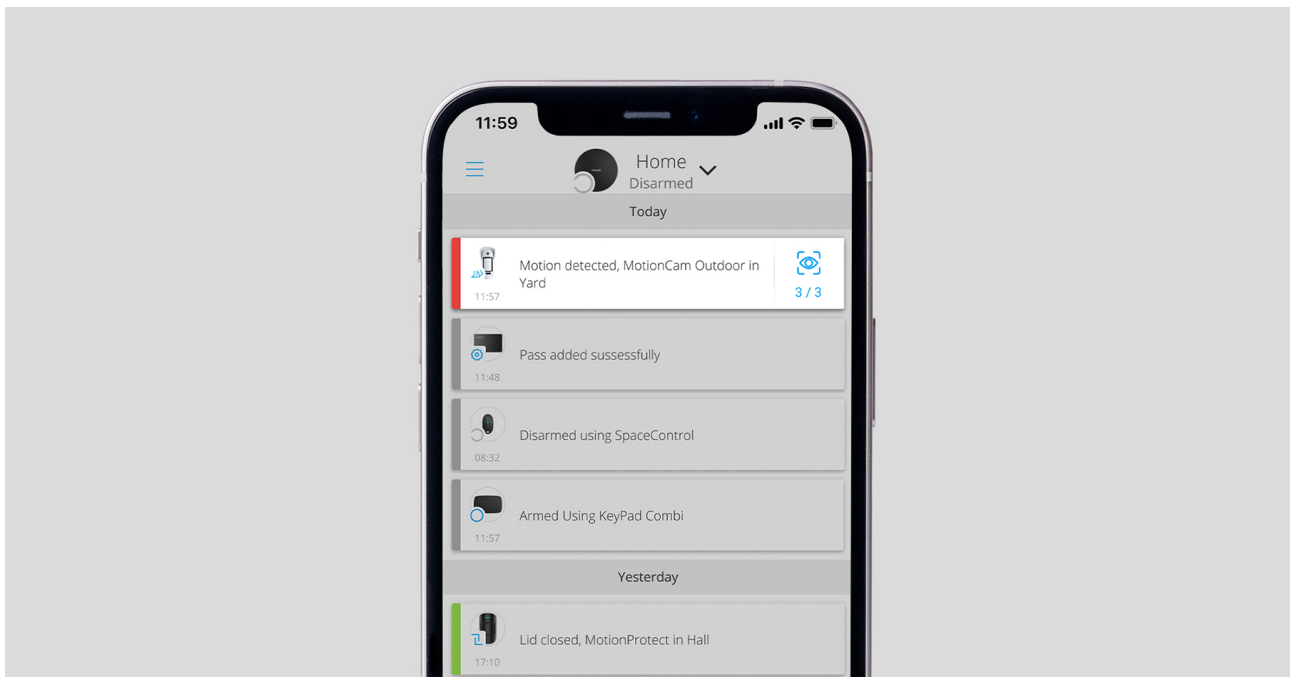 11:59
Home
Disarmed
Today
Motion detected, MotionCam Outdoor in
Yard
11:57
3 / 3
Pass added sussessfully
11:48
Disarmed using SpaceControl
08:32
Armed Using KeyPad Combi
11:57
Yesterday
Lid closed, MotionProtect in Hall
17:10